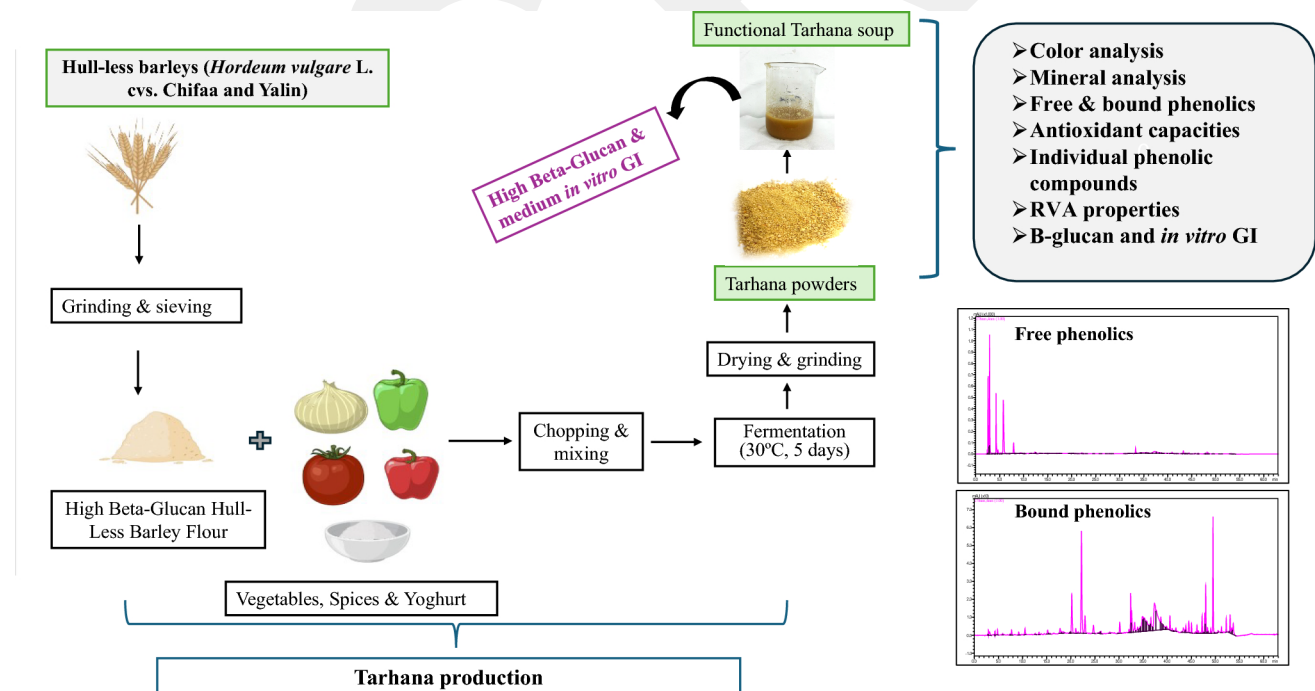 Functional Tarhana soup
Hull-less barleys (Hordeum vulgare L.
cvs. Chifaa and Yalin)
High Beta-Glucan &
medium in vitro GI
➢Color analysis
➢Mineral analysis
➢Free & bound phenolics
➢Antioxidant capacities
➢Individual phenolic
compounds
➢RVA properties
➢B-glucan and in vitro GI
Grinding & sieving
Tarhana powders
Drying & grinding
Chopping &
mixing
Fermentation
(30ºC, 5 days)
High Beta-Glucan Hull-
Less Barley Flour
Vegetables, Spices & Yoghurt
Tarhana production
Free phenolics
Bound phenolics